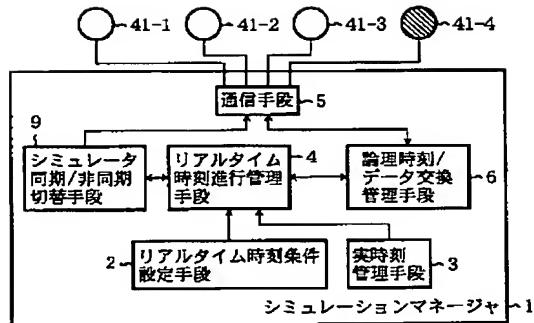 41-1
41-2
41-3
41-4
通信手段
5
9
シミュレータ
同期/非同期
切替手段
リアルタイム
時刻進行管理
手段
4
論理時刻/
データ交換
管理手段
6
2
リアルタイム時刻条件
設定手段
実時刻
管理手段
3
シミュレーションマネージャ
1